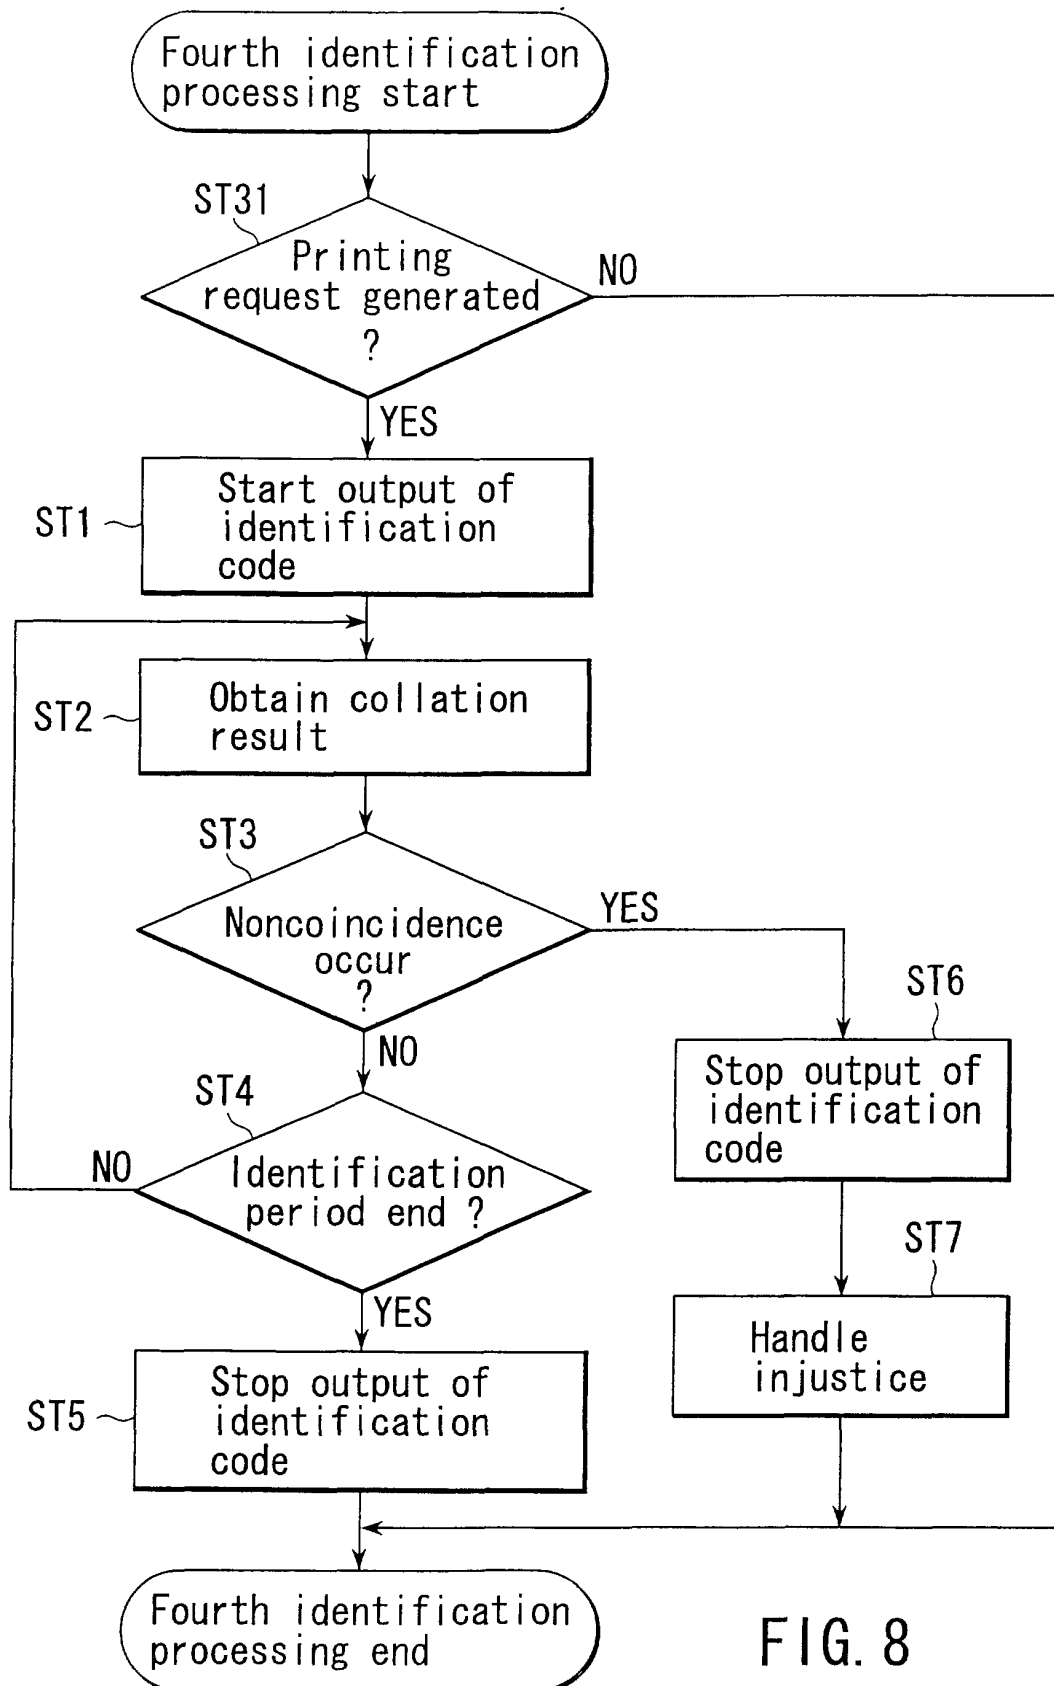 Fourth identification
processing start
ST31
Printing
request generated
?
NO
YES
ST1
Start output of
identification
code
ST2
Obtain collation
result
ST3
Noncoincidence
occur
?
YES
NO
ST6
Stop output of
identification
code
ST4
Identification
period end ?
NO
YES
ST7
Handle
injustice
ST5
Stop output of
identification
code
Fourth identification
processing end
FIG. 8